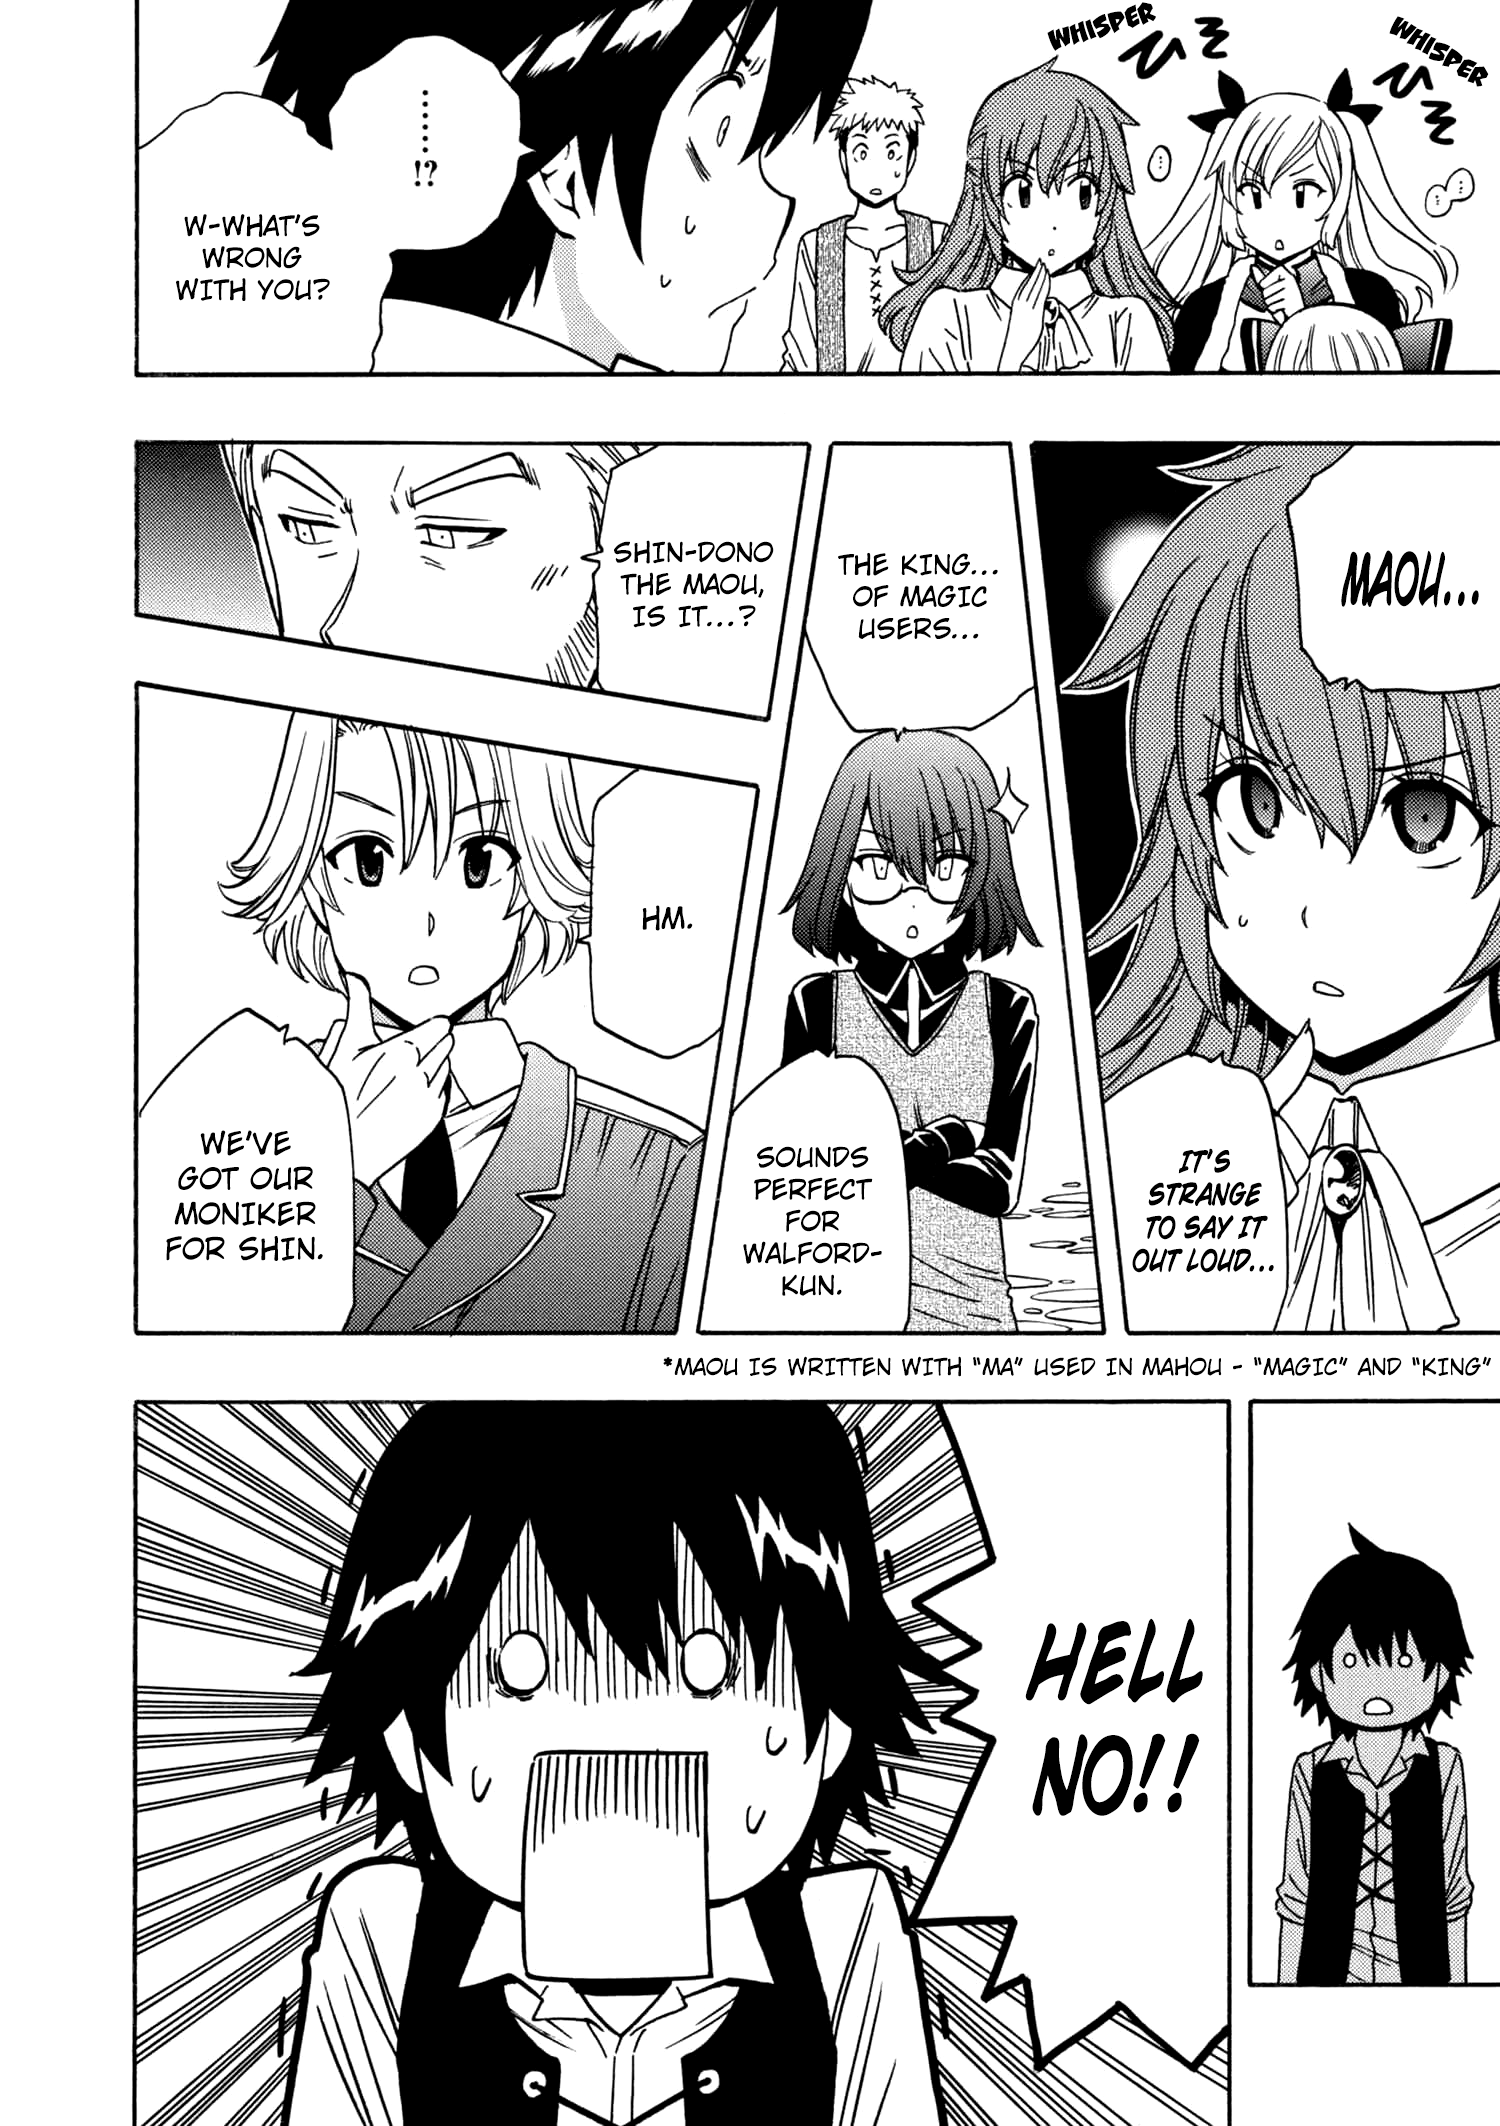 WHISPER
ひそ
WHISPER
ひそ
......
!?
W-WHAT'S
WRONG
WITH YOU?
MAOU...
IT'S
STRANGE
TO SAY IT
OUT LOUD...
THE KING...
OF MAGIC
USERS...
SOUNDS
PERFECT
FOR
WALFORD-
KUN.
SHIN-DONO
THE MAOU,
IS IT...?
HM.
WE'VE
GOT OUR
MONIKER
FOR SHIN.
*MAOU IS WRITTEN WITH "MA" USED IN MAHOU - "MAGIC" AND "KING"
HELL
NO!!